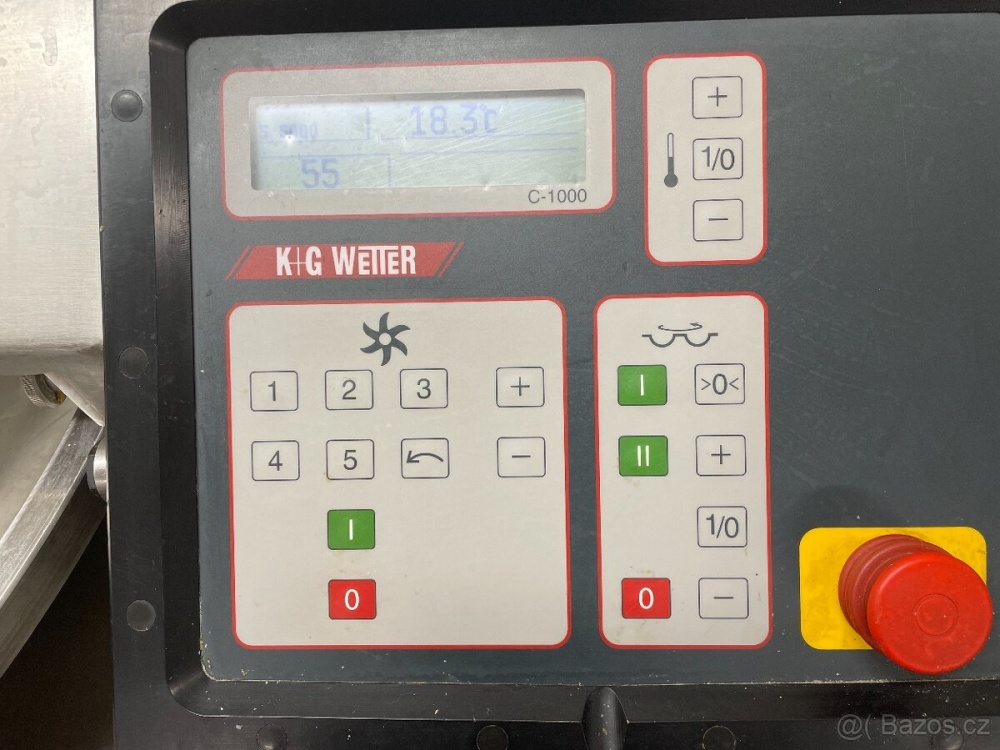 18.3°C
55
C-1000
+
1/0
−
K+G WETTER
1 2 3 +
4 5 −
I
0
I >0<
II +
1/0
0 −
@( Bazos.cz